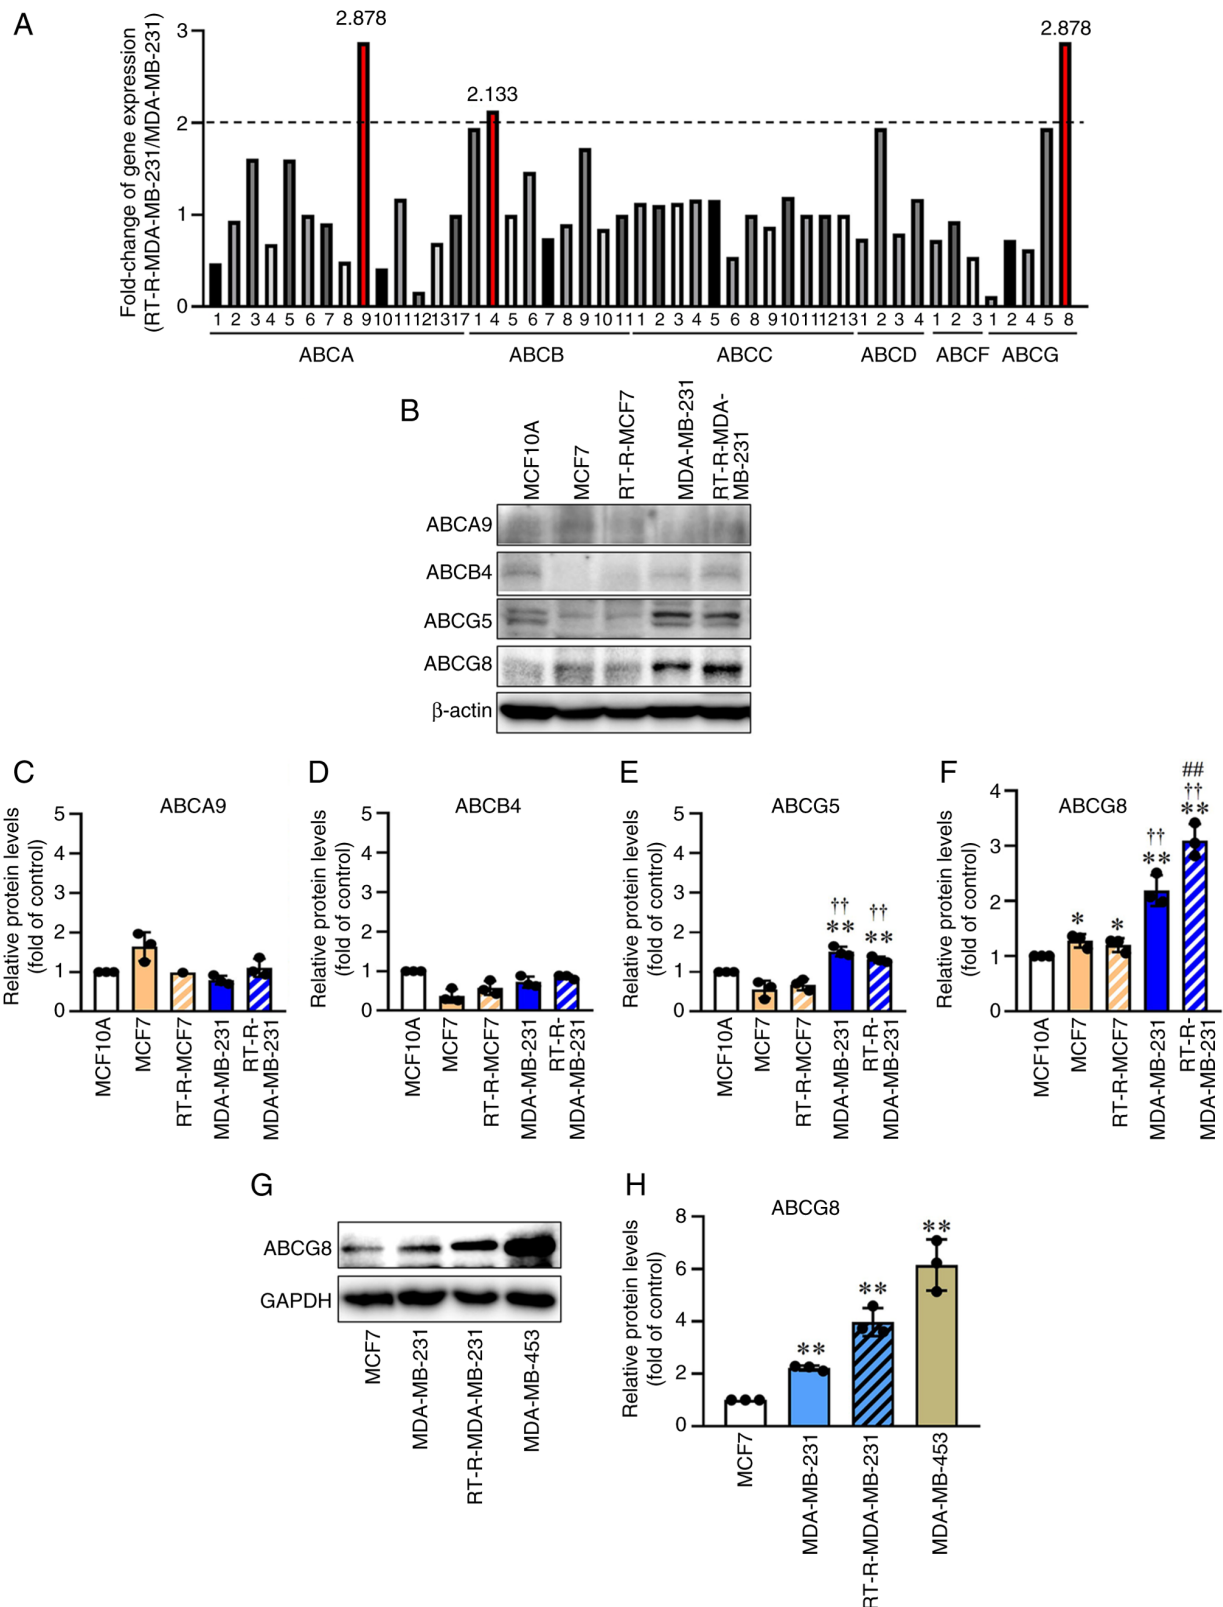 A
Fold-change of gene expression
(RT-R-MDA-MB-231/MDA-MB-231)
3
2
1
0
2.878
2.133
2.878
1 2 3 4 5 6 7 8 9 10 11 12 13 17 1 4 5 6 7 8 9 10 11 1 2 3 4 5 6 8 9 10 11 12 13 1 2 3 4 1 2 3 1 2 4 5 8
ABCA ABCB ABCC ABCD ABCF ABCG
B
MCF10A
MCF7
RT-R-MCF7
MDA-MB-231
RT-R-MDA-
MB-231
ABCA9
ABCB4
ABCG5
ABCG8
β-actin
C
ABCA9
Relative protein levels
(fold of control)
5
4
3
2
1
0
MCF10A
MCF7
RT-R-MCF7
MDA-MB-231
RT-R-
MDA-MB-231
D
ABCB4
Relative protein levels
(fold of control)
5
4
3
2
1
0
MCF10A
MCF7
RT-R-MCF7
MDA-MB-231
RT-R-
MDA-MB-231
E
ABCG5
Relative protein levels
(fold of control)
5
4
3
2
1
0
††
**
††
**
MCF10A
MCF7
RT-R-MCF7
MDA-MB-231
RT-R-
MDA-MB-231
F
ABCG8
Relative protein levels
(fold of control)
4
3
2
1
0
*
*
††
**
##
††
**
MCF10A
MCF7
RT-R-MCF7
MDA-MB-231
RT-R-
MDA-MB-231
G
ABCG8
GAPDH
MCF7
MDA-MB-231
RT-R-MDA-MB-231
MDA-MB-453
H
ABCG8
Relative protein levels
(fold of control)
8
6
4
2
0
**
**
**
MCF7
MDA-MB-231
RT-R-MDA-MB-231
MDA-MB-453